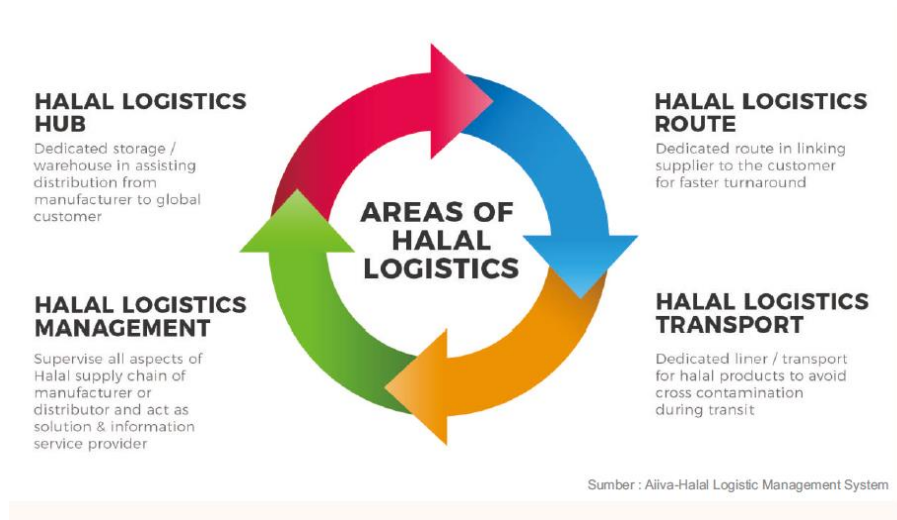 HALAL LOGISTICS
HUB
Dedicated storage /
warehouse in assisting
distribution from
manufacturer to global
customer
HALAL LOGISTICS
ROUTE
Dedicated route in linking
supplier to the customer
for faster turnaround
AREAS OF
HALAL
LOGISTICS
HALAL LOGISTICS
MANAGEMENT
Supervise all aspects of
Halal supply chain of
manufacturer or
distributor and act as
solution & information
service provider
HALAL LOGISTICS
TRANSPORT
Dedicated liner / transport
for halal products to avoid
cross contamination
during transit
Sumber : Aiiva-Halal Logistic Management System